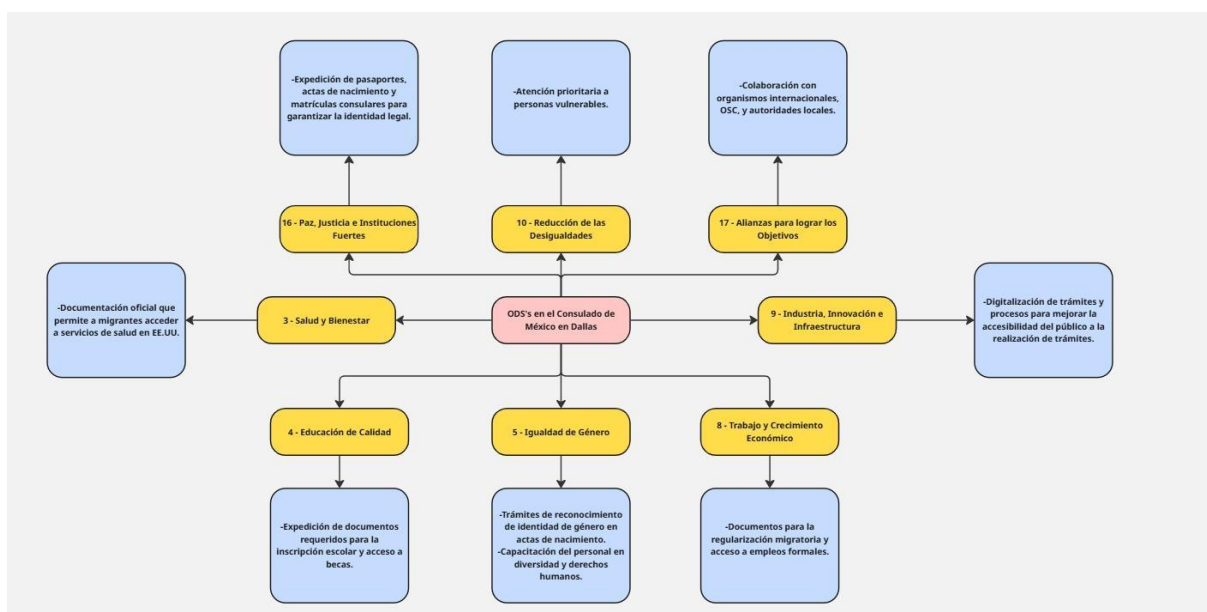 -Expedición de pasaportes,
actas de nacimiento y
matrículas consulares para
garantizar la identidad legal.
-Atención prioritaria a
personas vulnerables.
-Colaboración con
organismos internacionales,
OSC, y autoridades locales.
16 - Paz, Justicia e Instituciones
Fuertes
10 - Reducción de las
Desigualdades
17 - Alianzas para lograr los
Objetivos
-Documentación oficial que
permite a migrantes acceder
a servicios de salud en EE.UU.
3 - Salud y Bienestar
ODS's en el Consulado de
México en Dallas
9 - Industria, Innovación e
Infraestructura
-Digitalización de trámites y
procesos para mejorar la
accesibilidad del público a la
realización de trámites.
4 - Educación de Calidad
5 - Igualdad de Género
8 - Trabajo y Crecimiento
Económico
-Expedición de documentos
requeridos para la
inscripción escolar y acceso a
becas.
-Trámites de reconocimiento
de identidad de género en
actas de nacimiento.
-Capacitación del personal en
diversidad y derechos
humanos.
-Documentos para la
regularización migratoria y
acceso a empleos formales.